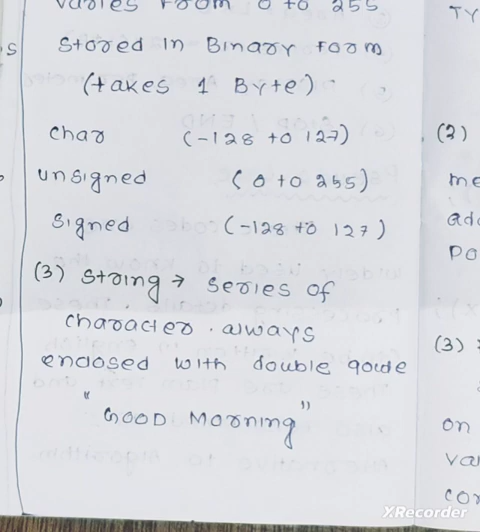 varies from 0 to 255
Stored in Binary form
(takes 1 Byte)
char (-128 to 127)
unsigned (0 to 255)
signed (-128 to 127)
(3) string → series of
character. always
enclosed with double qoute
"GOOD Morning"
TY
(2)
me
add
Po
(3)
on
va
cor
XRecorder